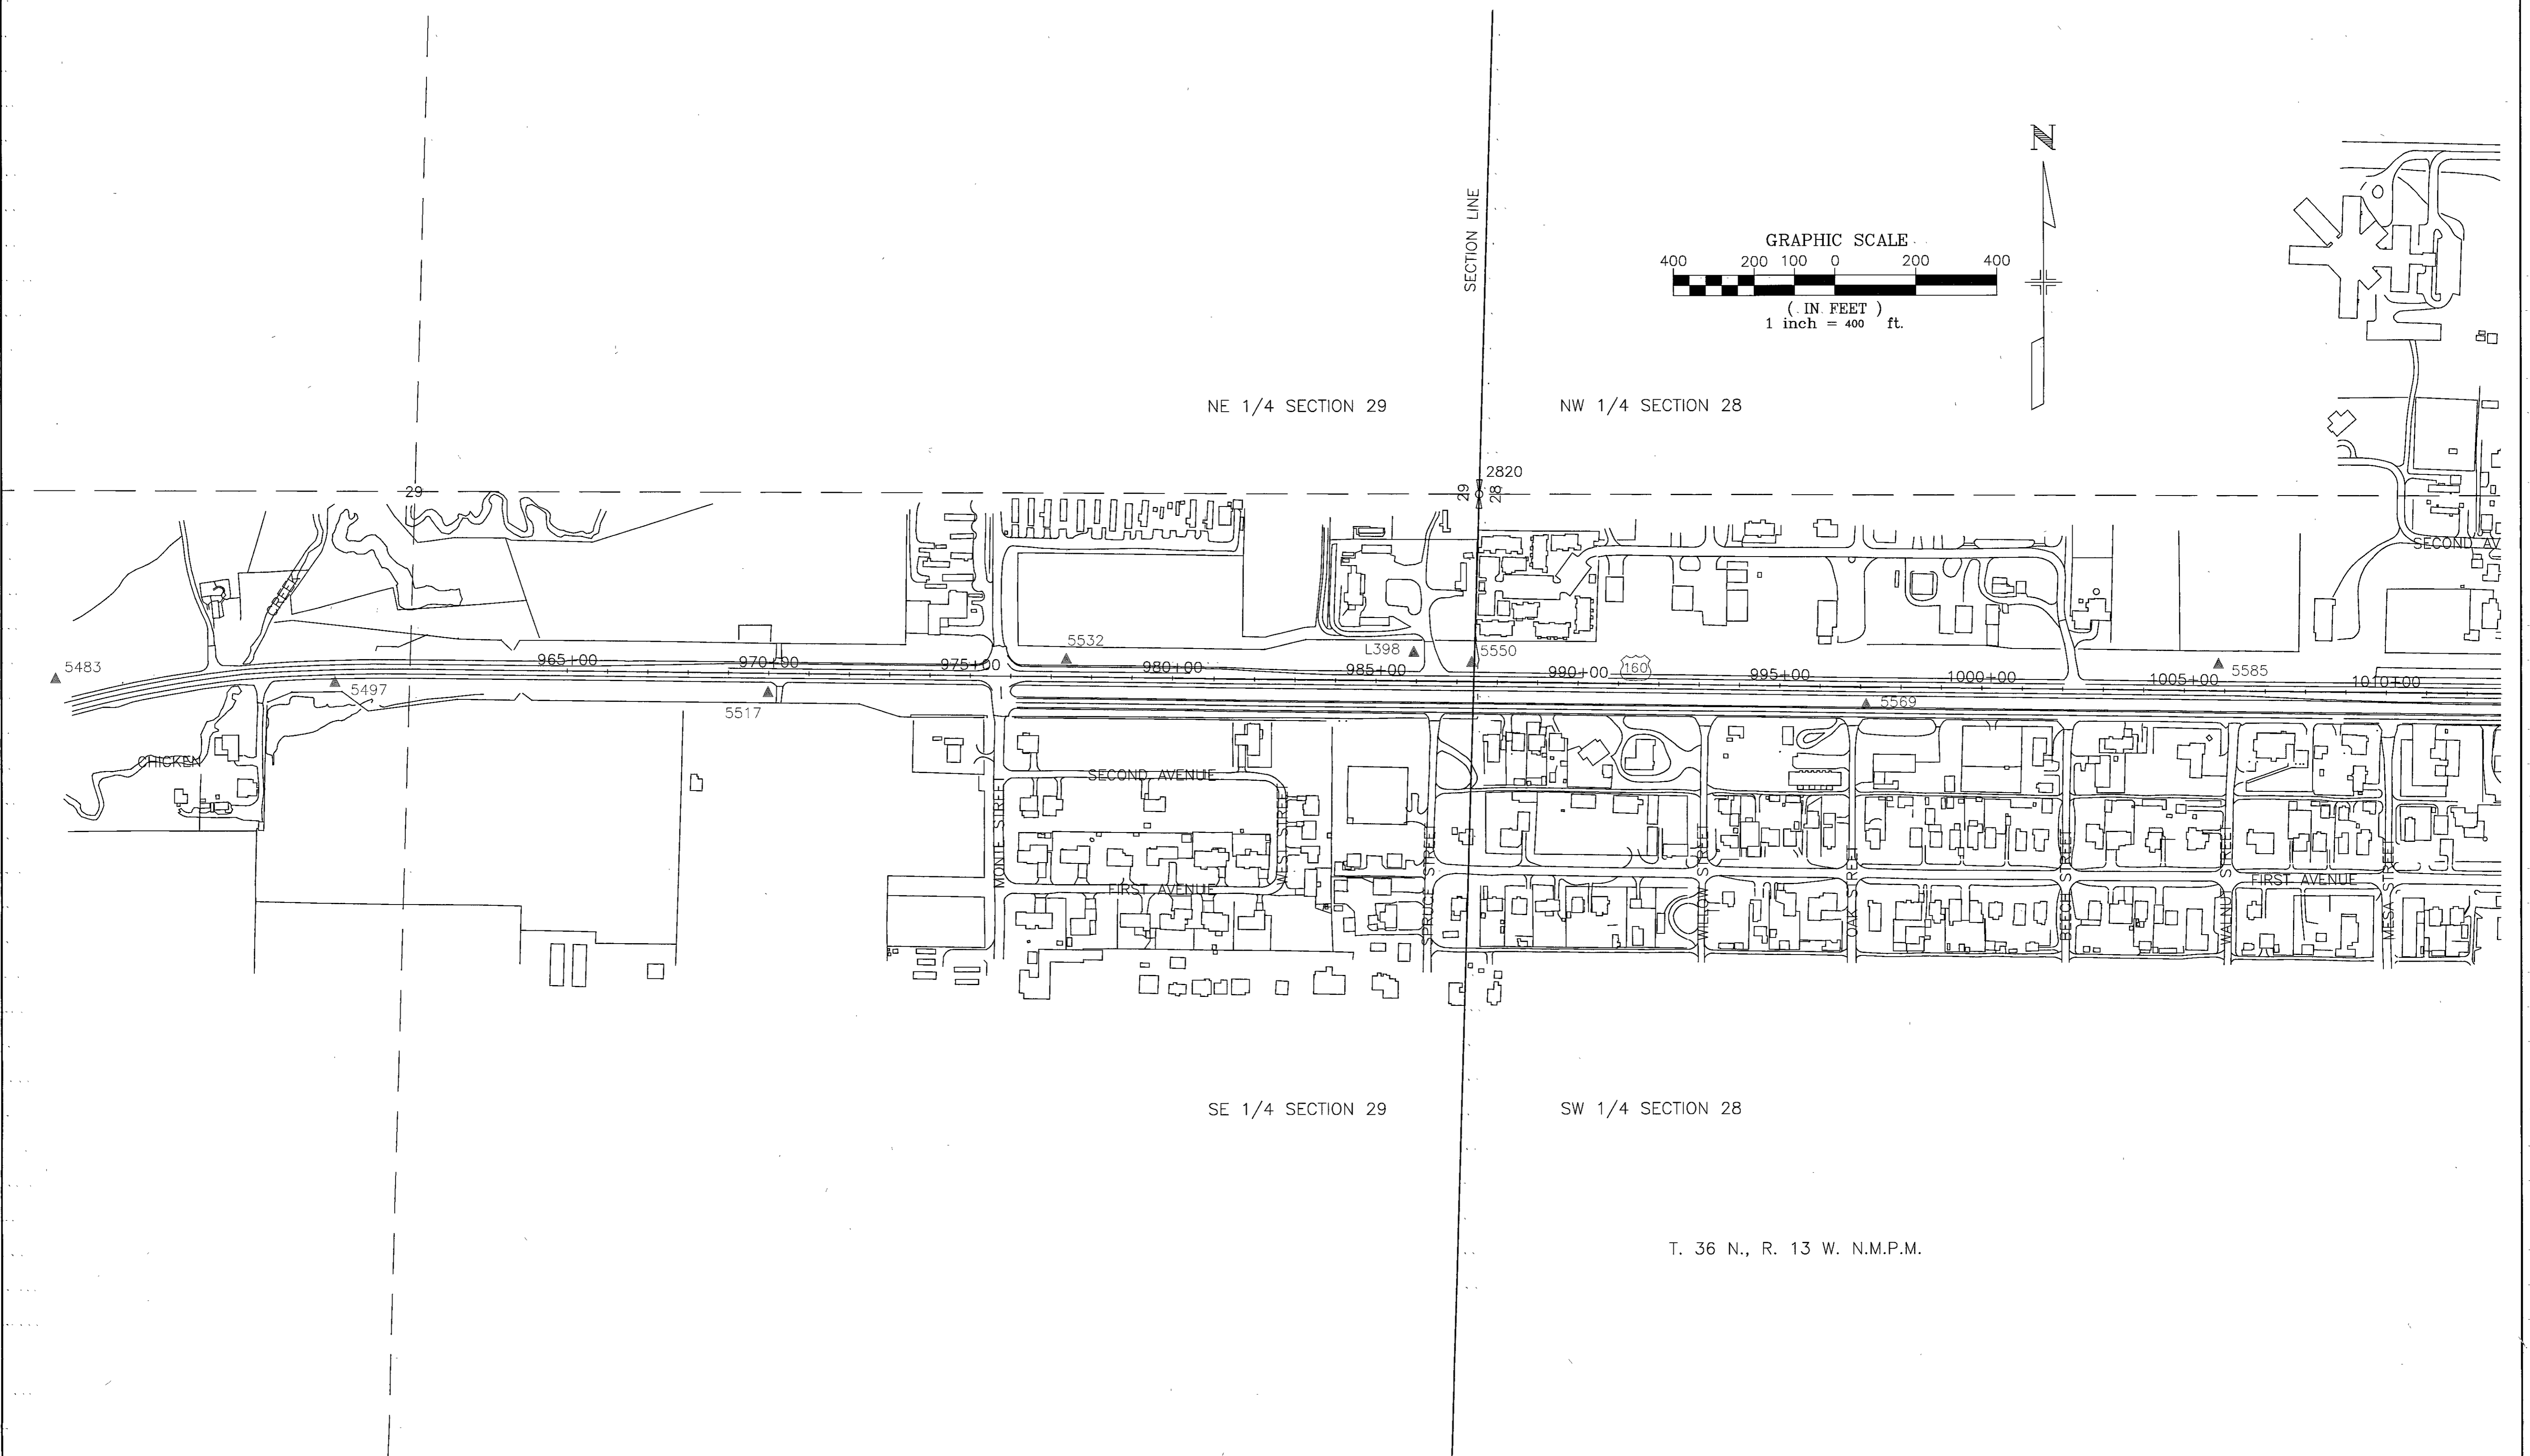 N
SECTION LINE
GRAPHIC SCALE
400 200 100 0 200 400
( IN FEET )
1 inch = 400 ft.
NE 1/4 SECTION 29
NW 1/4 SECTION 28
2820
29
29
28
SECOND AV
CREEK
5532
L398
5550
5483
965+00
970+00
975+00
980+00
985+00
990+00
160
995+00
1000+00
1005+00
5585
1010+00
5497
5517
5569
CHICKEN
SECOND AVENUE
MONTE STREET
WEST STREET
FIRST AVENUE
SPRUCE STREET
WILLOW STREET
OAK STREET
BEECH STREET
WALNUT STREET
FIRST AVENUE
MESA STREET
SE 1/4 SECTION 29
SW 1/4 SECTION 28
T. 36 N., R. 13 W. N.M.P.M.